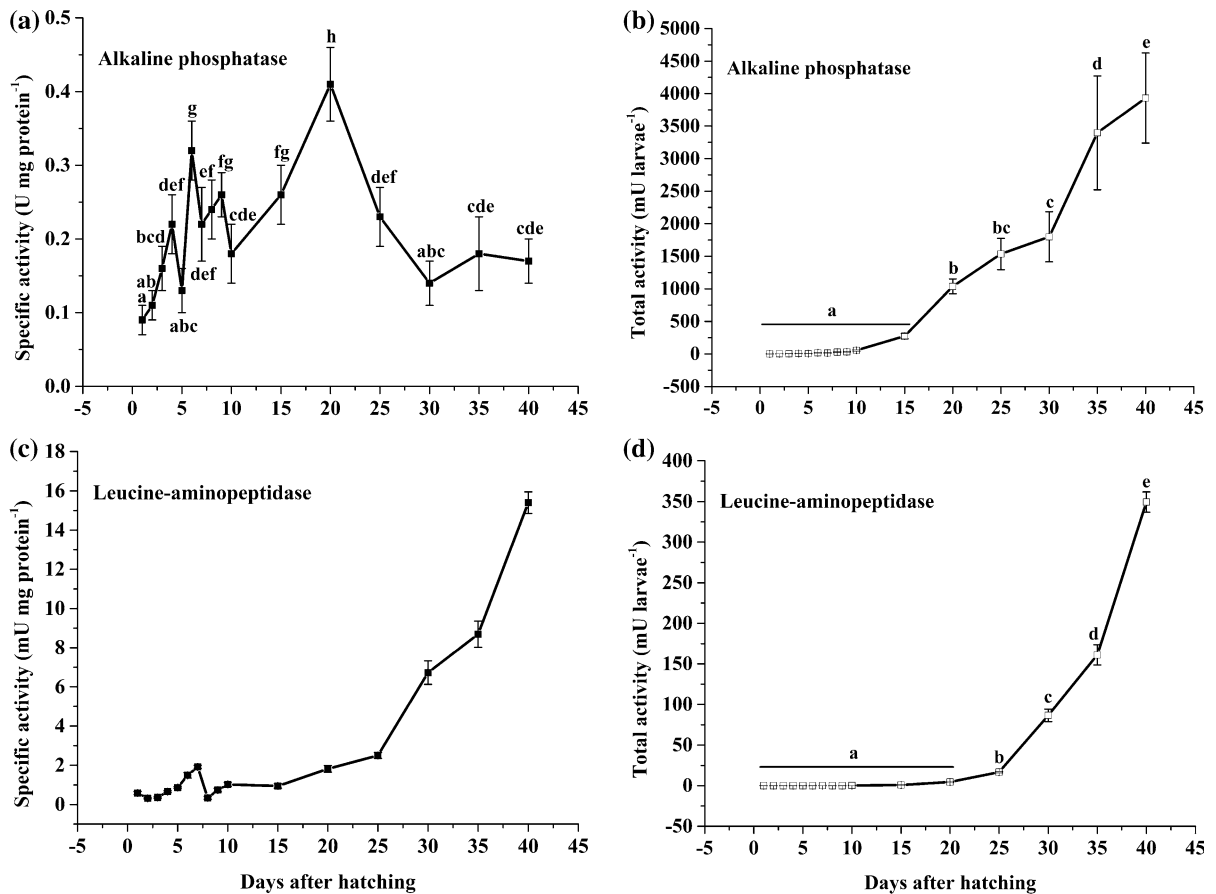 (a)
Alkaline phosphatase
Specific activity (U mg protein⁻¹)
0.5
0.4
0.3
0.2
0.1
0.0
a
ab
bcd
def
abc
g
def
ef
fg
cde
fg
h
def
abc
cde
cde
-5 0 5 10 15 20 25 30 35 40 45
(b)
Alkaline phosphatase
Total activity (mU larvae⁻¹)
5000
4500
4000
3500
3000
2500
2000
1500
1000
500
0
-500
a
b
bc
c
d
e
-5 0 5 10 15 20 25 30 35 40 45
(c)
Leucine-aminopeptidase
Specific activity (mU mg protein⁻¹)
18
16
14
12
10
8
6
4
2
0
-5 0 5 10 15 20 25 30 35 40 45
Days after hatching
(d)
Leucine-aminopeptidase
Total activity (mU larvae⁻¹)
400
350
300
250
200
150
100
50
0
-50
a
b
c
d
e
-5 0 5 10 15 20 25 30 35 40 45
Days after hatching